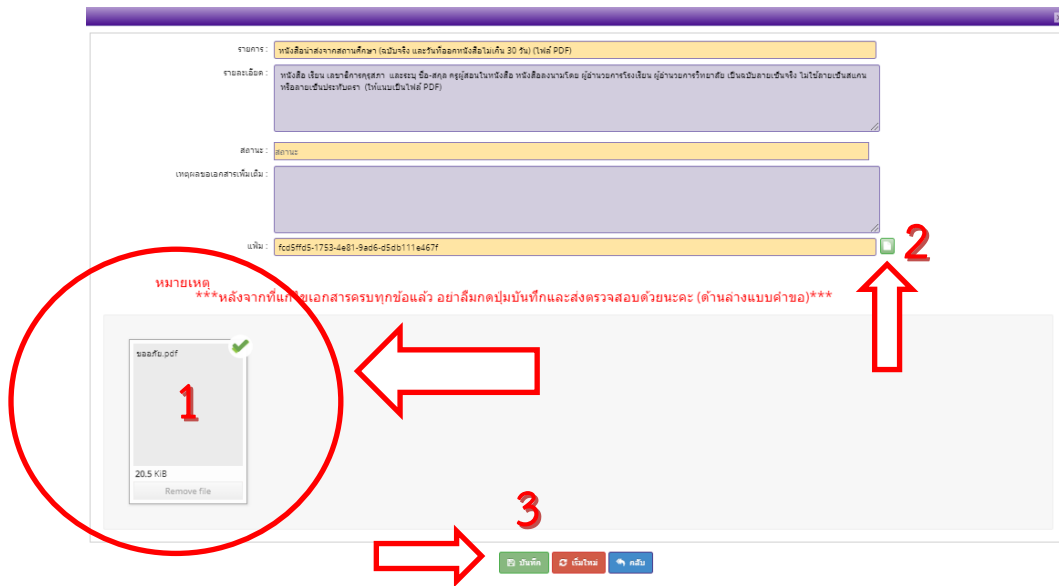 รายการ : หนังสือนำส่งจากสถานศึกษา (ฉบับจริง และวันที่ออกหนังสือไม่เกิน 30 วัน) (ไฟล์ PDF)
รายละเอียด : หนังสือ เรียน เลขาธิการคุรุสภา และระบุ ชื่อ-สกุล ครูผู้สอนในหนังสือ หนังสือลงนามโดย ผู้อำนวยการโรงเรียน ผู้อำนวยการวิทยาลัย เป็นฉบับลายเซ็นจริง ไม่ใช้ลายเซ็นสแกน
หรือลายเซ็นประทับตรา (ให้แนบเป็นไฟล์ PDF)
สถานะ : สถานะ
เหตุผลขอเอกสารเพิ่มเติม :
แฟ้ม : fcd5ffd5-1753-4e81-9ad6-d5db111e467f
2
หมายเหตุ
***หลังจากที่แก้ไขเอกสารครบทุกข้อแล้ว อย่าลืมกดปุ่มบันทึกและส่งตรวจสอบด้วยนะคะ (ด้านล่างแบบคำขอ)***
ขออภัย.pdf
1
20.5 KiB
Remove file
3
บันทึก เริ่มใหม่ กลับ